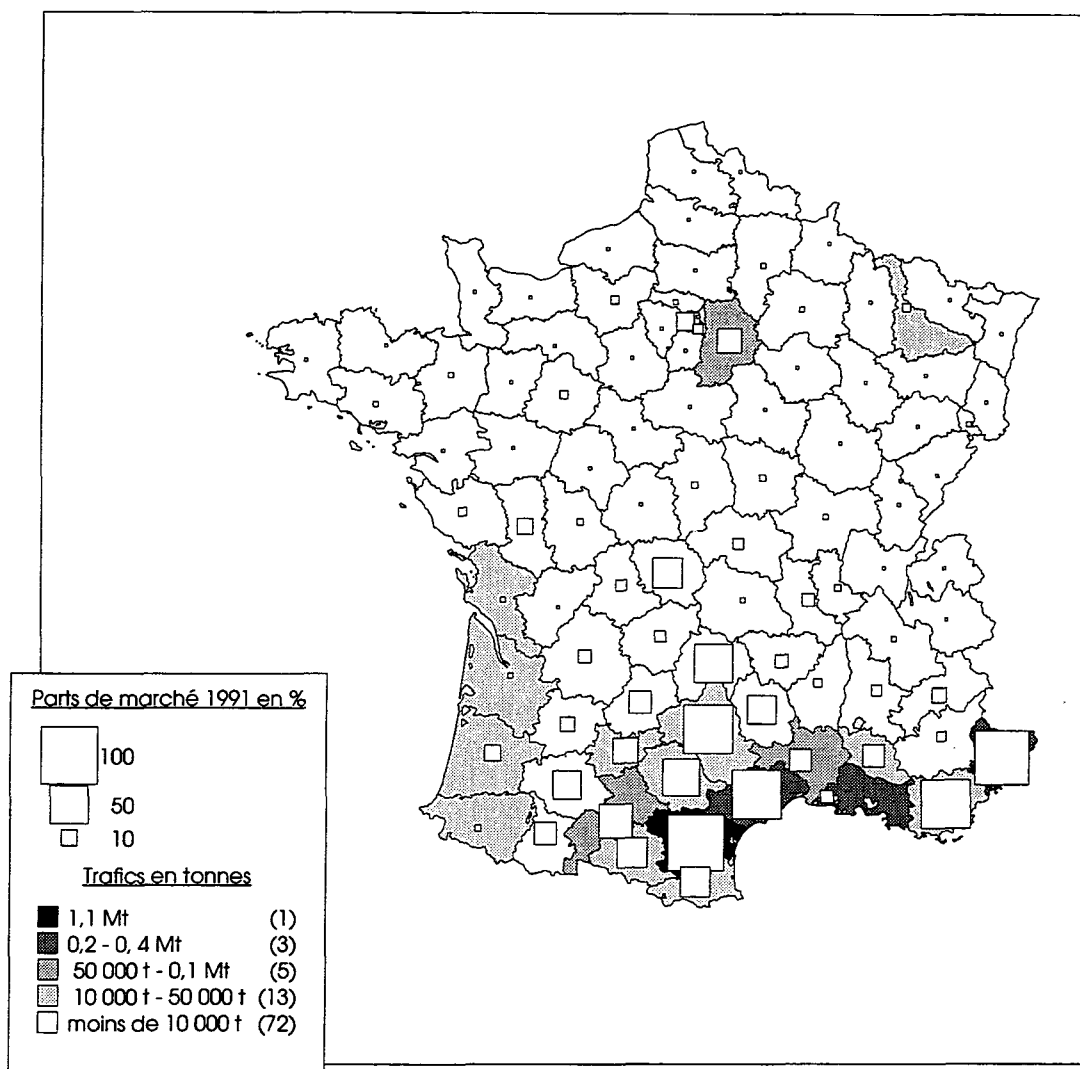 Parts de marché 1991 en %
100
50
10
Trafics en tonnes
1,1 Mt (1)
0,2 - 0, 4 Mt (3)
50 000 t - 0,1 Mt (5)
10 000 t - 50 000 t (13)
moins de 10 000 t (72)